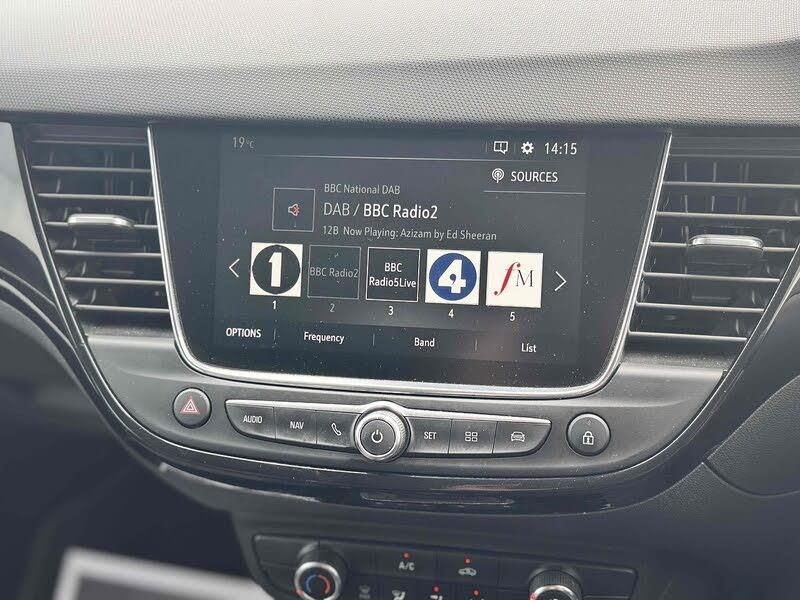 19°C
14:15
SOURCES
BBC National DAB
DAB / BBC Radio2
12B Now Playing: Azizam by Ed Sheeran
1 BBC Radio2 BBC Radio5Live 4 fM
1 2 3 4 5
OPTIONS Frequency Band List
AUDIO NAV SET
A/C